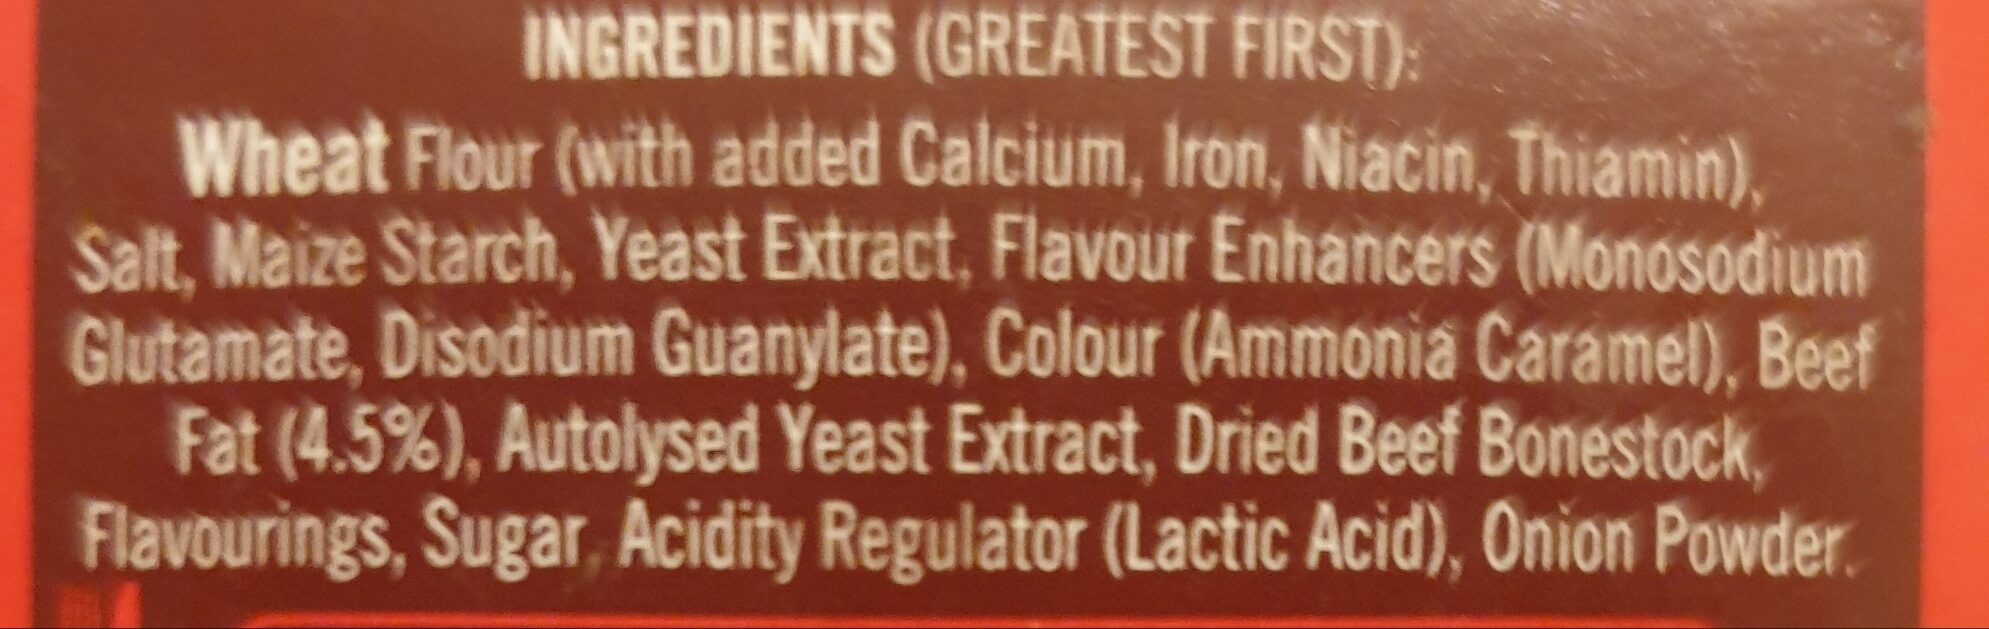 INGREDIENTS (GREATEST FIRST):
Wheat Flour (with added Calcium, Iron, Niacin, Thiamin),
Salt, Maize Starch, Yeast Extract, Flavour Enhancers (Monosodium
Glutamate, Disodium Guanylate), Colour (Ammonia Caramel), Beef
Fat (4.5%), Autolysed Yeast Extract, Dried Beef Bonestock,
Flavourings, Sugar, Acidity Regulator (Lactic Acid), Onion Powder.